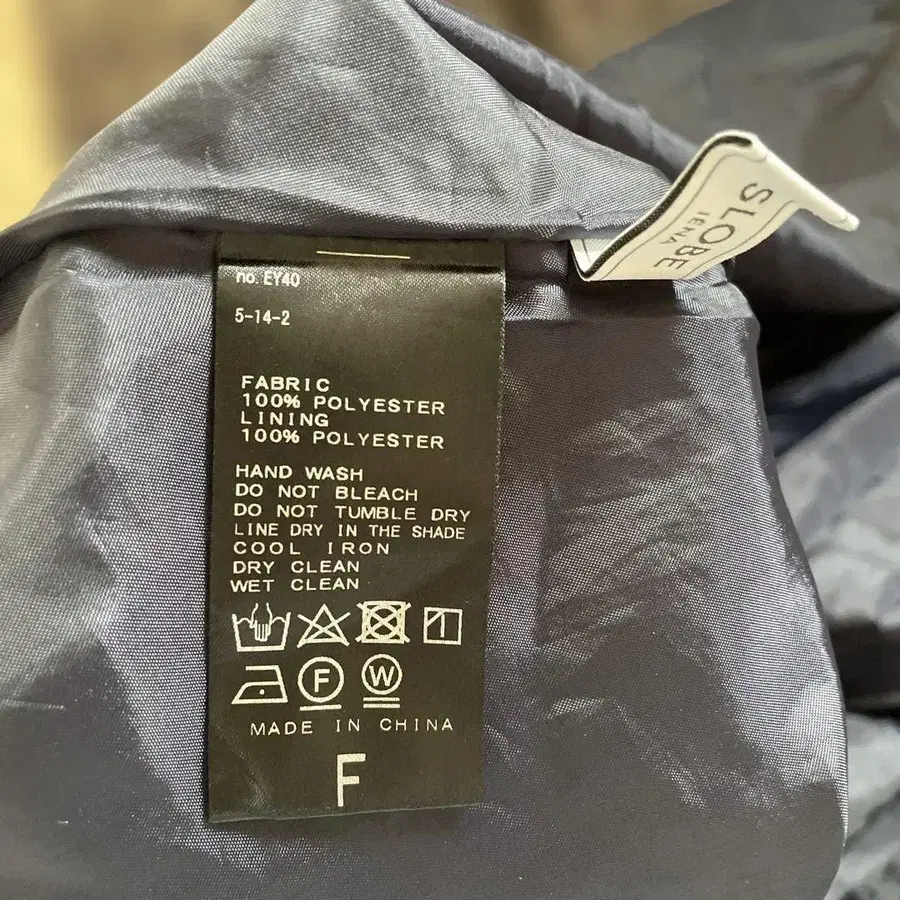 no. EY40
5-14-2
FABRIC
100% POLYESTER
LINING
100% POLYESTER
HAND WASH
DO NOT BLEACH
DO NOT TUMBLE DRY
LINE DRY IN THE SHADE
COOL IRON
DRY CLEAN
WET CLEAN
F
W
MADE IN CHINA
F
SLOBE
IENA